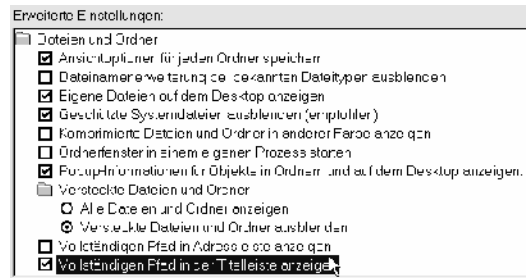 Erweiterte Einstellungen:
Dateien und Ordner
Ansichtoptionen für jeden Ordner speichern
Dateinamenerweiterung bei bekannten Dateitypen ausblenden
Eigene Dateien auf dem Desktop anzeigen
Geschützte Systemdateien ausblenden (empfohlen)
Komprimierte Dateien und Ordner in anderer Farbe anzeigen
Ordnerfenster in einem eigenen Prozess starten
Popup-Informationen für Objekte in Ordnern und auf dem Desktop anzeigen.
Versteckte Dateien und Ordner
Alle Dateien und Ordner anzeigen
Versteckte Dateien und Ordner ausblenden
Vollständigen Pfad in Adressleiste anzeigen
Vollständigen Pfad in der Titelleiste anzeigen